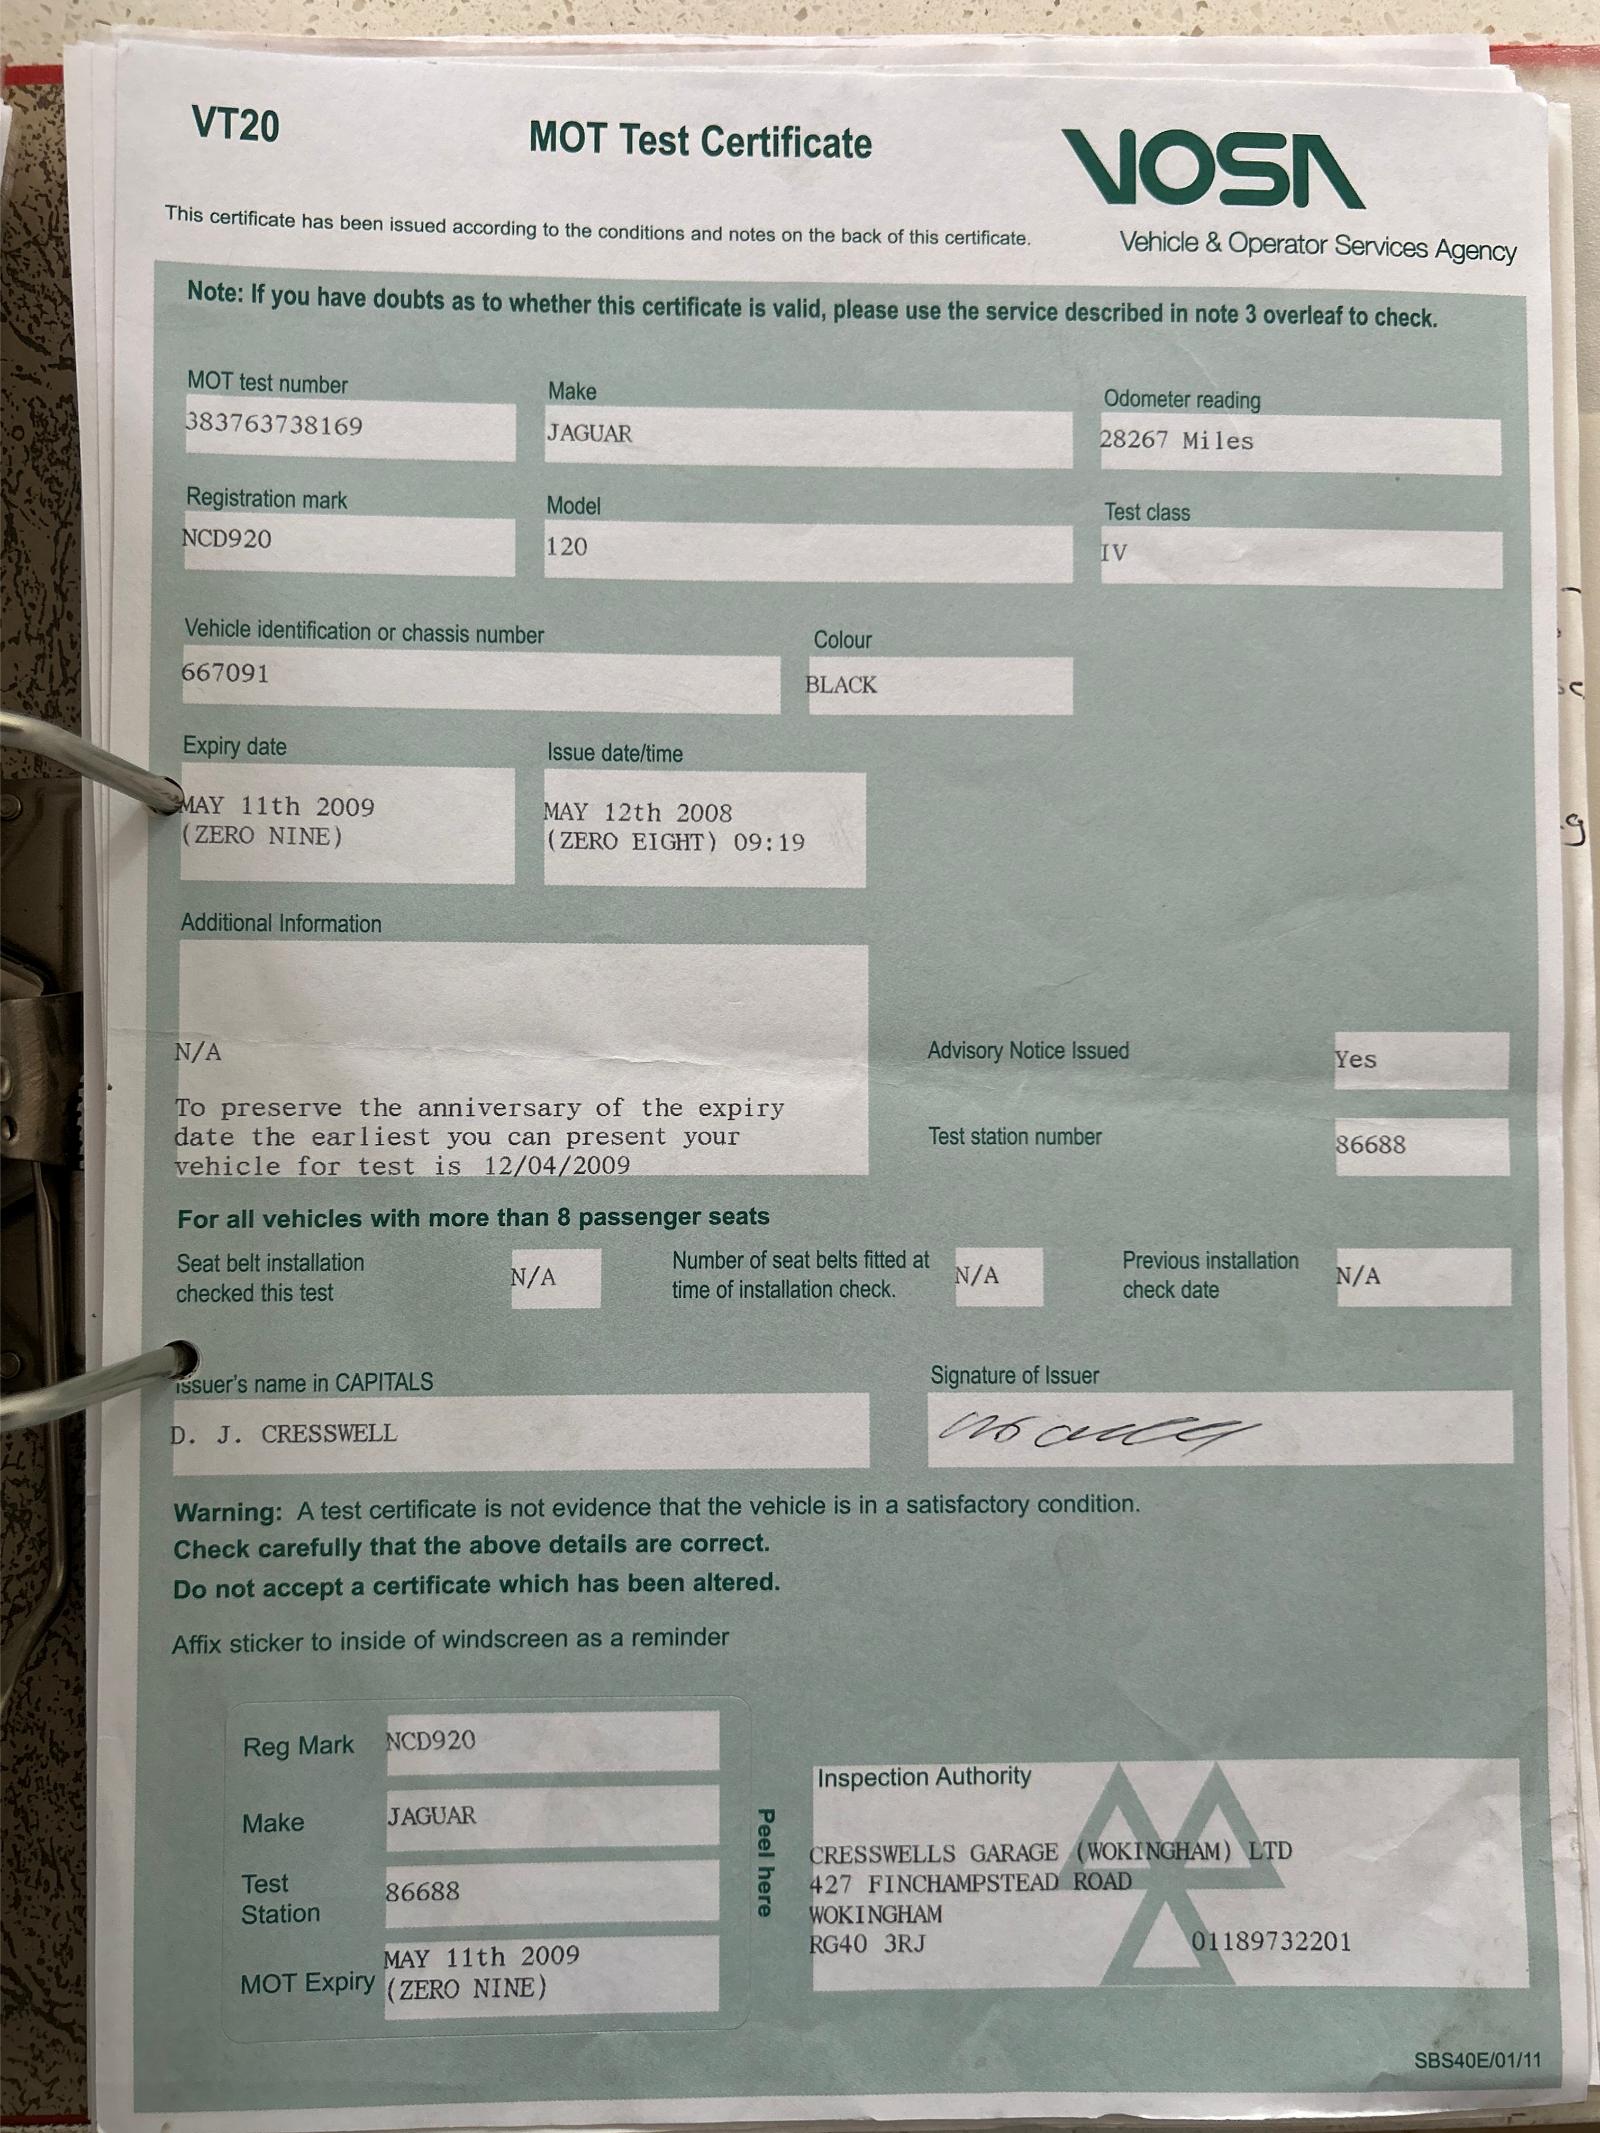 VT20
MOT Test Certificate
VOSA
Vehicle & Operator Services Agency
This certificate has been issued according to the conditions and notes on the back of this certificate.
Note: If you have doubts as to whether this certificate is valid, please use the service described in note 3 overleaf to check.
MOT test number
383763738169
Make
JAGUAR
Odometer reading
28267 Miles
Registration mark
NCD920
Model
120
Test class
IV
Vehicle identification or chassis number
667091
Colour
BLACK
Expiry date
MAY 11th 2009
(ZERO NINE)
Issue date/time
MAY 12th 2008
(ZERO EIGHT) 09:19
Additional Information
N/A
To preserve the anniversary of the expiry
date the earliest you can present your
vehicle for test is 12/04/2009
Advisory Notice Issued
Yes
Test station number
86688
For all vehicles with more than 8 passenger seats
Seat belt installation
checked this test
N/A
Number of seat belts fitted at
time of installation check.
N/A
Previous installation
check date
N/A
Issuer's name in CAPITALS
D. J. CRESSWELL
Signature of Issuer
Warning: A test certificate is not evidence that the vehicle is in a satisfactory condition.
Check carefully that the above details are correct.
Do not accept a certificate which has been altered.
Affix sticker to inside of windscreen as a reminder
Reg Mark
NCD920
Make
JAGUAR
Test
Station
86688
MOT Expiry
MAY 11th 2009
(ZERO NINE)
Peel here
Inspection Authority
CRESSWELLS GARAGE (WOKINGHAM) LTD
427 FINCHAMPSTEAD ROAD
WOKINGHAM
RG40 3RJ
01189732201
SBS40E/01/11